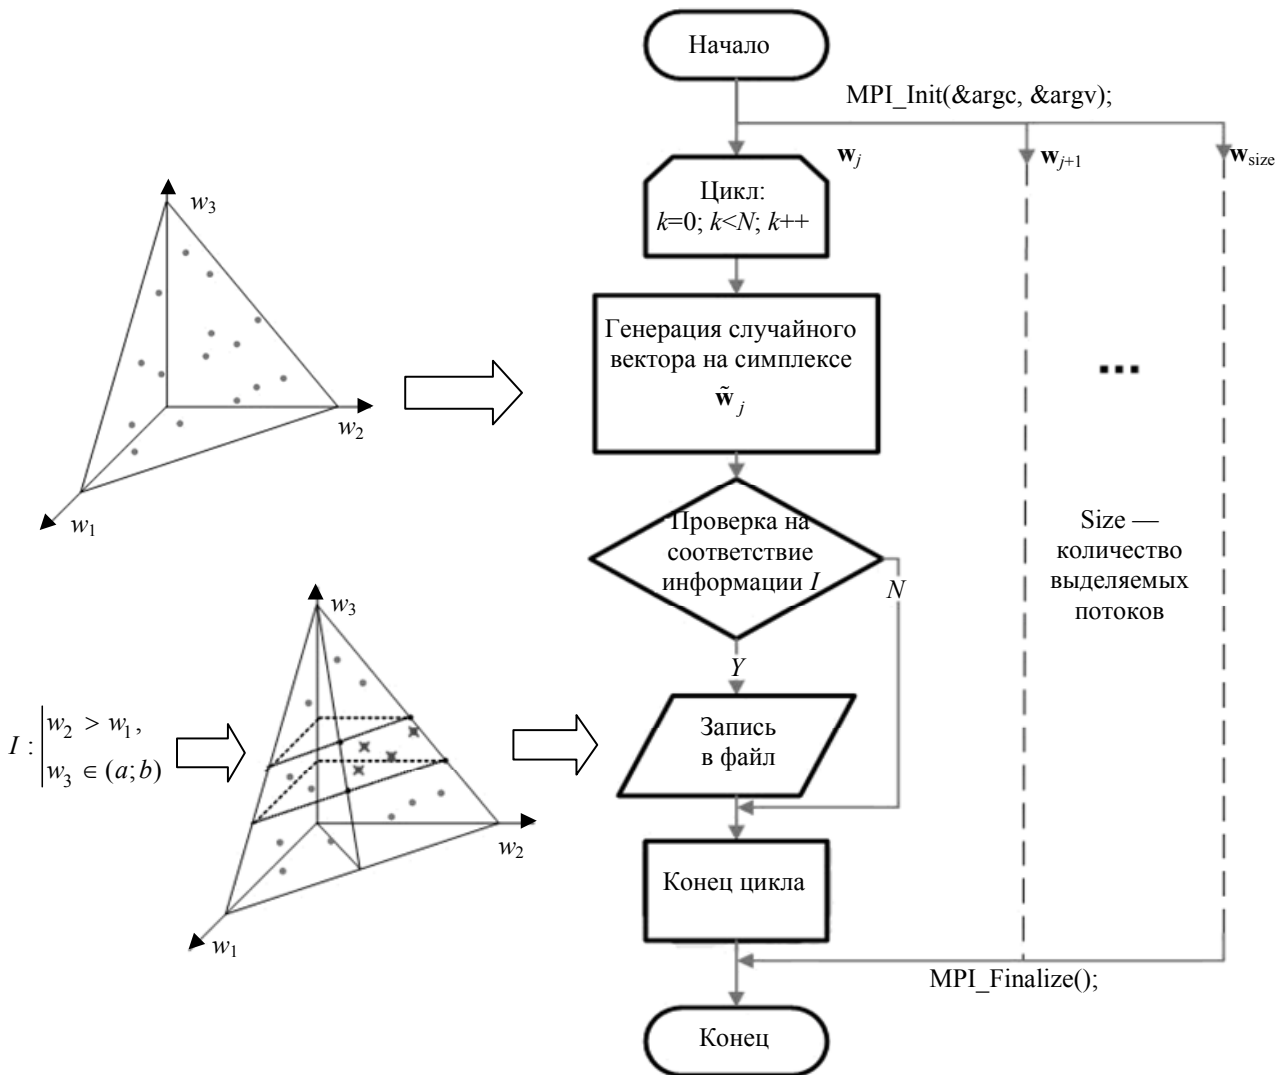 Начало
MPI_Init(&argc, &argv);
w_j
w_{j+1}
w_size
Цикл:
k=0; k<N; k++
w_3
w_2
w_1
Генерация случайного
вектора на симплексе
w̃_j
...
Проверка на
соответствие
информации I
N
Y
Size —
количество
выделяемых
потоков
I : w_2 > w_1,
w_3 ∈ (a; b)
w_3
w_2
w_1
Запись
в файл
Конец цикла
MPI_Finalize();
Конец